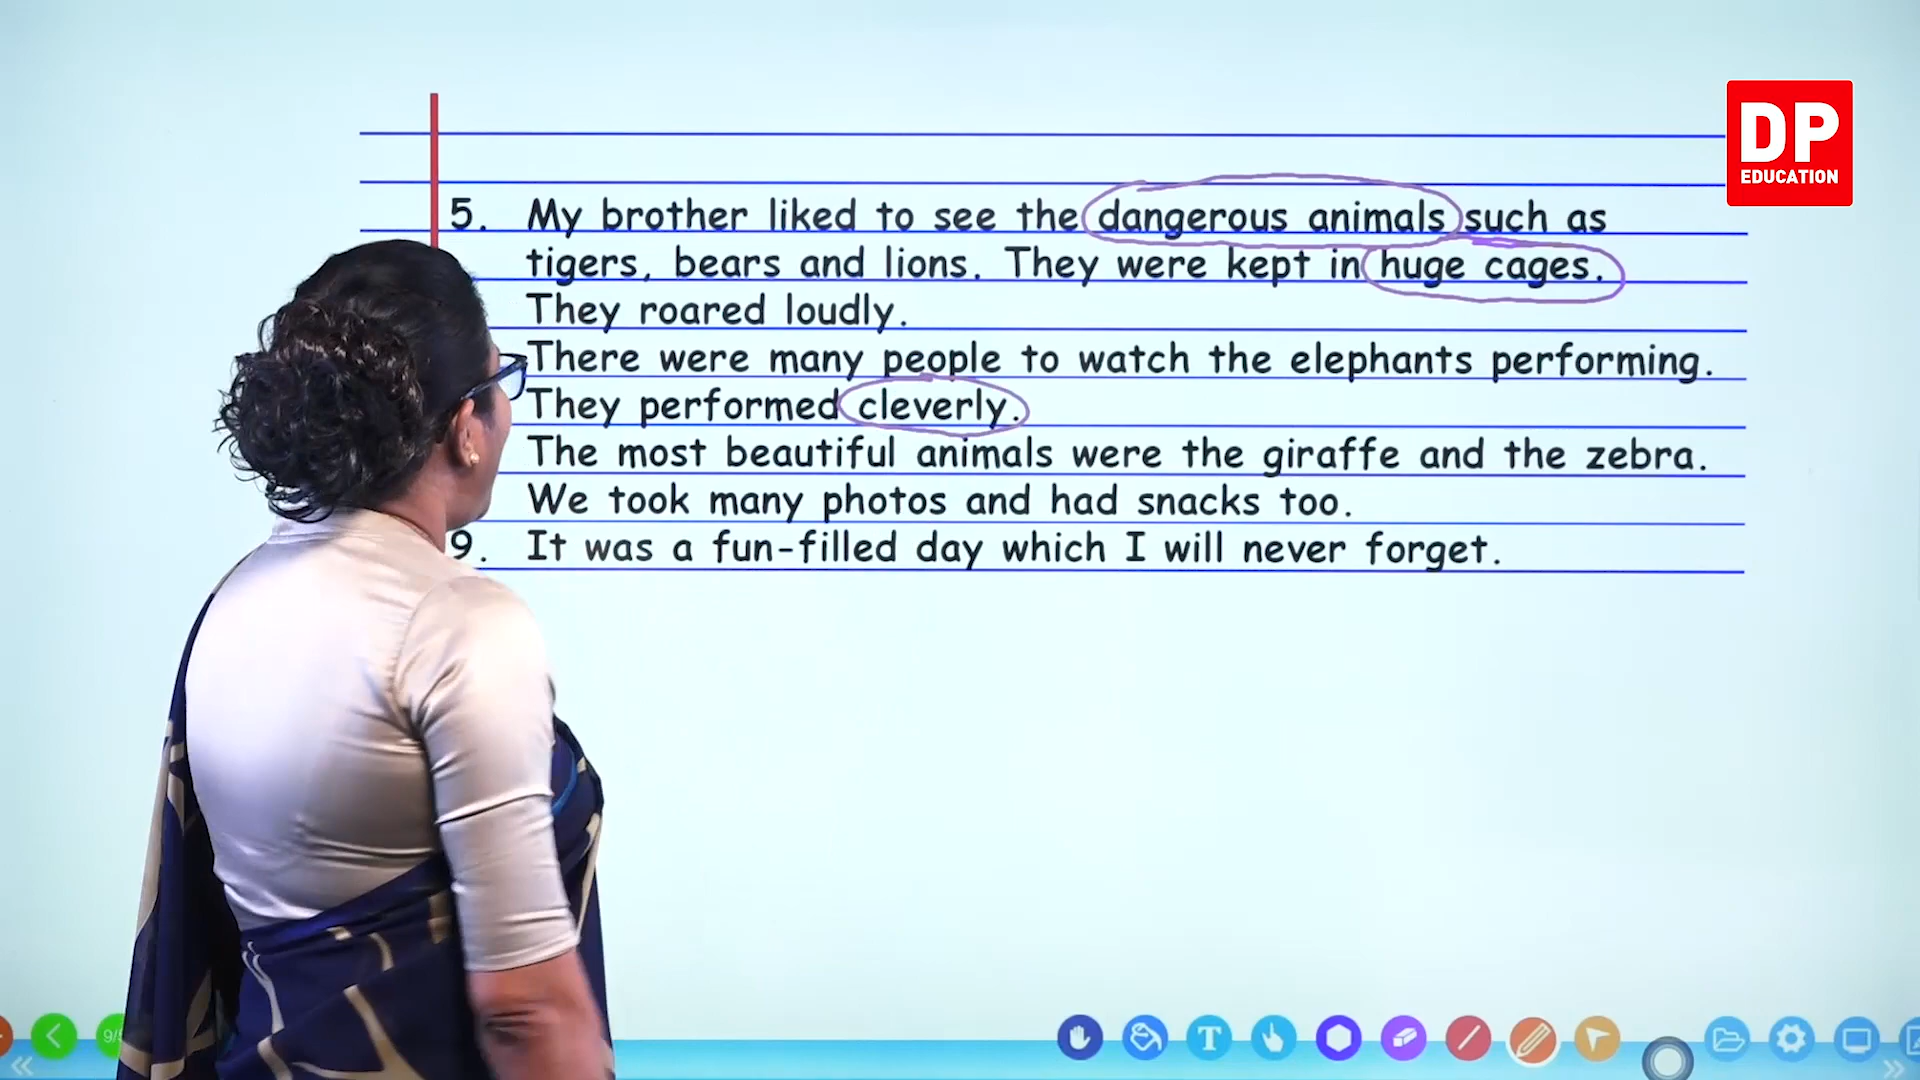 DP
EDUCATION
5. My brother liked to see the dangerous animals such as
tigers, bears and lions. They were kept in huge cages.
They roared loudly.
There were many people to watch the elephants performing.
They performed cleverly.
The most beautiful animals were the giraffe and the zebra.
We took many photos and had snacks too.
9. It was a fun-filled day which I will never forget.
T